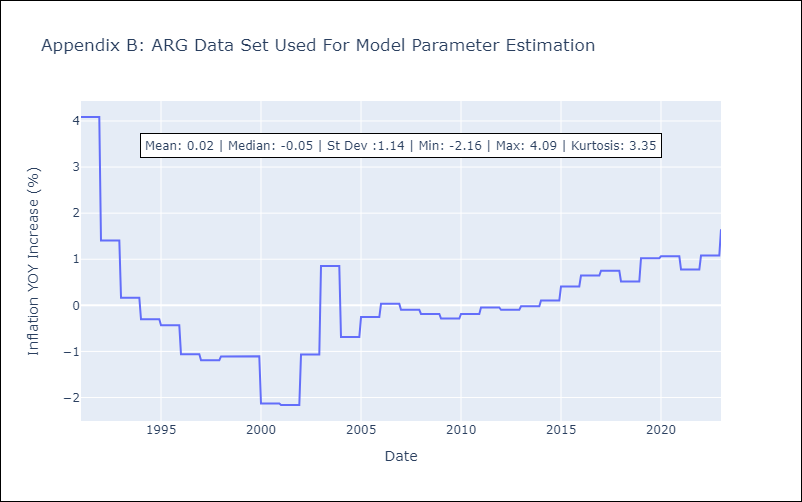 Appendix B: ARG Data Set Used For Model Parameter Estimation
4
Mean: 0.02 | Median: -0.05 | St Dev :1.14 | Min: -2.16 | Max: 4.09 | Kurtosis: 3.35
3
2
1
0
−1
−2
Inflation YOY Increase (%)
1995 2000 2005 2010 2015 2020
Date